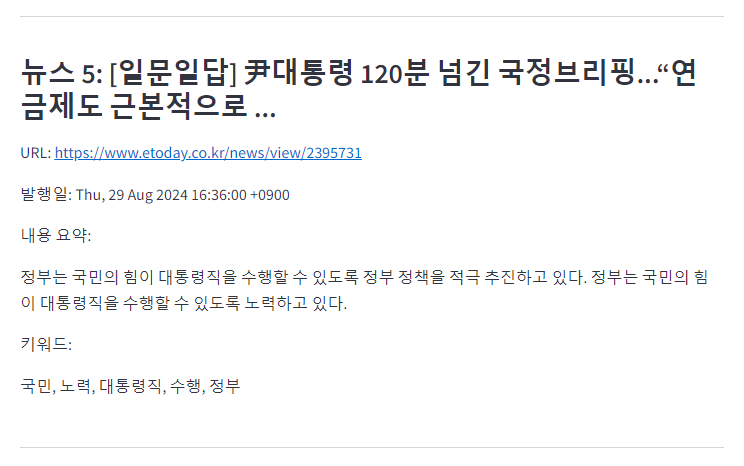 뉴스 5: [일문일답] 尹대통령 120분 넘긴 국정브리핑...“연
금제도 근본적으로 ...
URL: https://www.etoday.co.kr/news/view/2395731
발행일: Thu, 29 Aug 2024 16:36:00 +0900
내용 요약:
정부는 국민의 힘이 대통령직을 수행할 수 있도록 정부 정책을 적극 추진하고 있다. 정부는 국민의 힘
이 대통령직을 수행할 수 있도록 노력하고 있다.
키워드:
국민, 노력, 대통령직, 수행, 정부